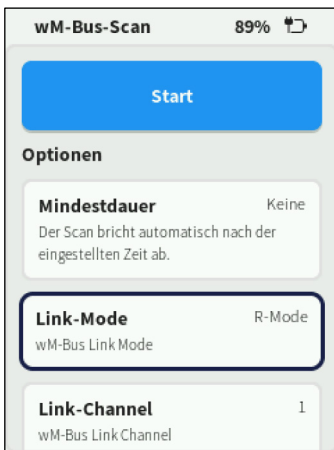 wM-Bus-Scan 89%
Start
Optionen
Mindestdauer Keine
Der Scan bricht automatisch nach der
eingestellten Zeit ab.
Link-Mode R-Mode
wM-Bus Link Mode
Link-Channel 1
wM-Bus Link Channel